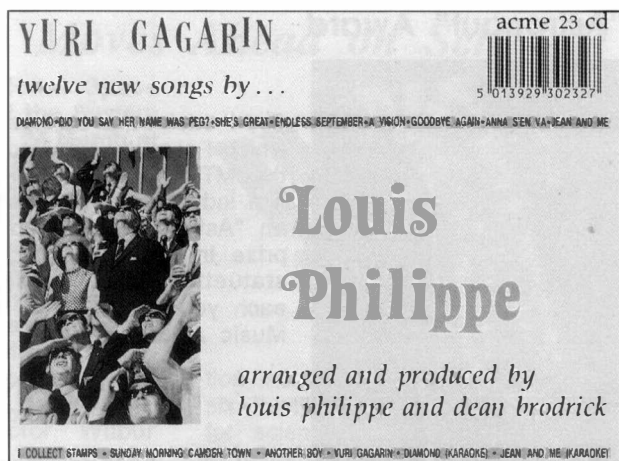 YURI GAGARIN
acme 23 cd
twelve new songs by...
5 013929 302327
DIAMOND•DID YOU SAY HER NAME WAS PEG?•SHE'S GREAT•ENDLESS SEPTEMBER•A VISION•GOODBYE AGAIN•ANNA S'EN VA•JEAN AND ME
Louis
Philippe
arranged and produced by
louis philippe and dean brodrick
I COLLECT STAMPS • SUNDAY MORNING CAMDEN TOWN • ANOTHER BOY • YURI GAGARIN • DIAMOND (KARAOKE) • JEAN AND ME (KARAOKE)